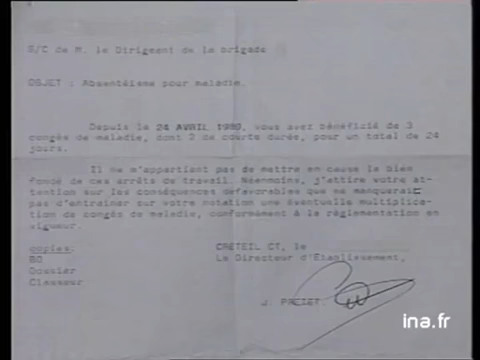 S/C de M. le Dirigeant de la brigade
OBJET : Absentéisme pour maladie.
Depuis le 24 AVRIL 1989, vous avez bénéficié de 3
congés de maladie, dont 2 de courte durée, pour un total de 24
jours.
Il ne m'appartient pas de mettre en cause le bien
fondé de ces arrêts de travail. Néanmoins, j'attire votre at-
tention sur les conséquences défavorables que ne manquerait
pas d'entraîner sur votre notation une éventuelle multiplica-
tion de congés de maladie, conformément à la réglementation en
vigueur.
copies:
Dossier
CRETEIL CT, le
Le Directeur d'Etablissement,
J.
ina.fr